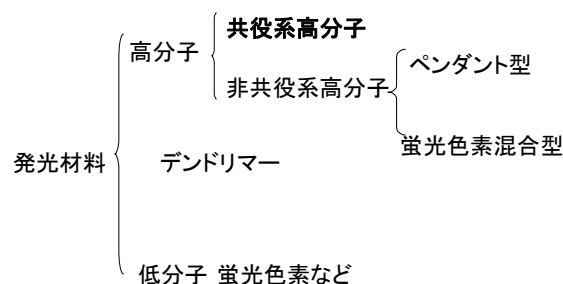 共役系高分子
高分子
ペンダント型
非共役系高分子
蛍光色素混合型
発光材料
デンドリマー
低分子 蛍光色素など